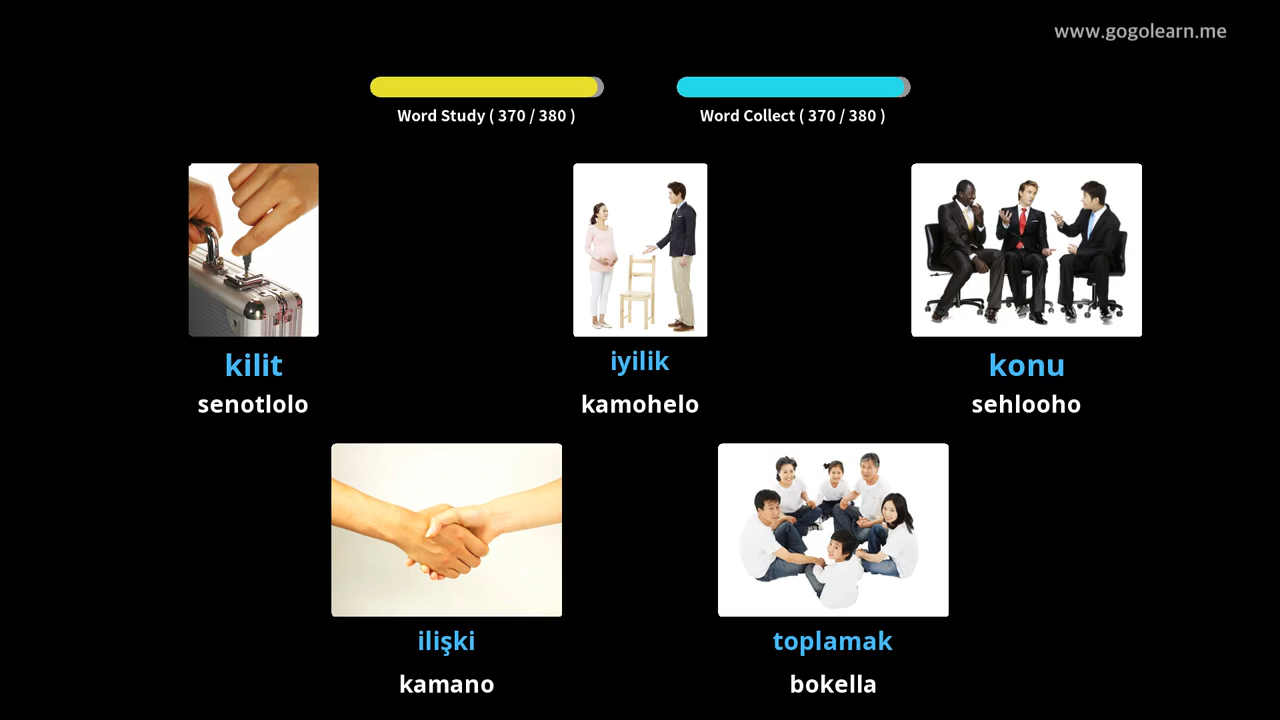 www.gogolearn.me
Word Study ( 370 / 380 )
Word Collect ( 370 / 380 )
kilit
senotlolo
iyilik
kamohelo
konu
sehlooho
ilişki
kamano
toplamak
bokella